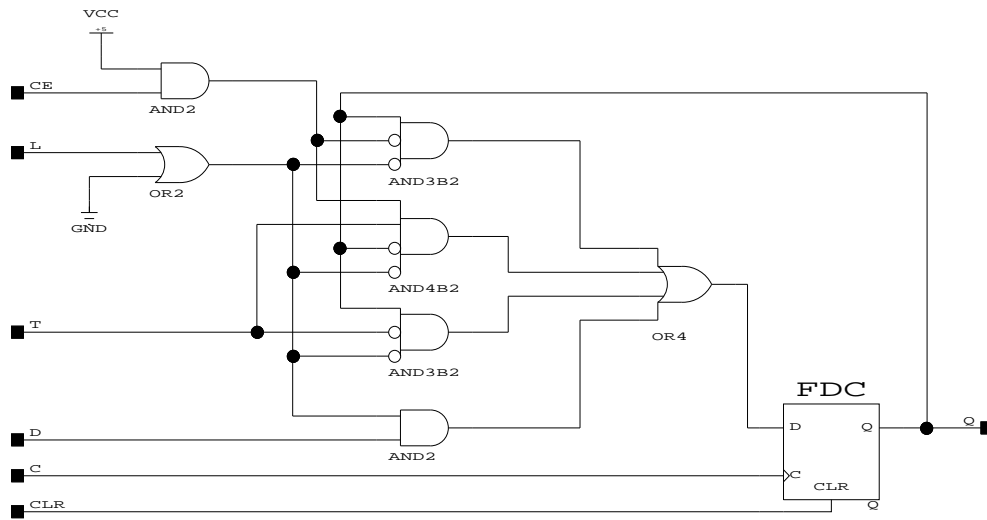 VCC
+5
CE
AND2
L
AND3B2
OR2
GND
AND4B2
T
OR4
AND3B2
FDC
D
AND2
D Q Q
C
C
CLR
CLR
Q